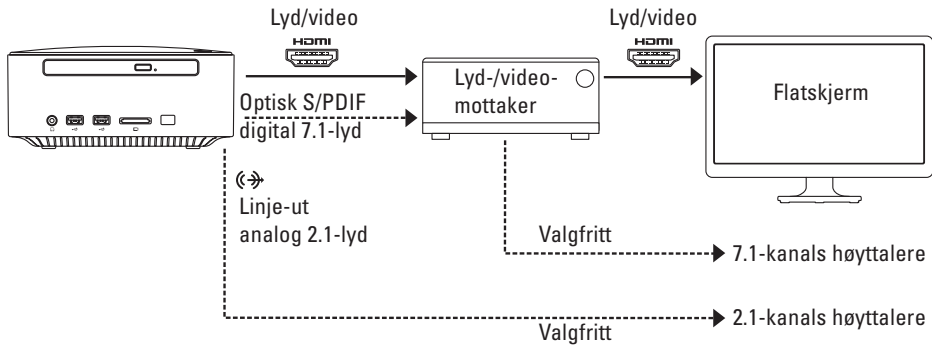 Lyd/video
HDMI
Lyd/video
HDMI
Lyd-/video-
mottaker
Flatskjerm
Optisk S/PDIF
digital 7.1-lyd
Linje-ut
analog 2.1-lyd
Valgfritt
7.1-kanals høyttalere
2.1-kanals høyttalere
Valgfritt